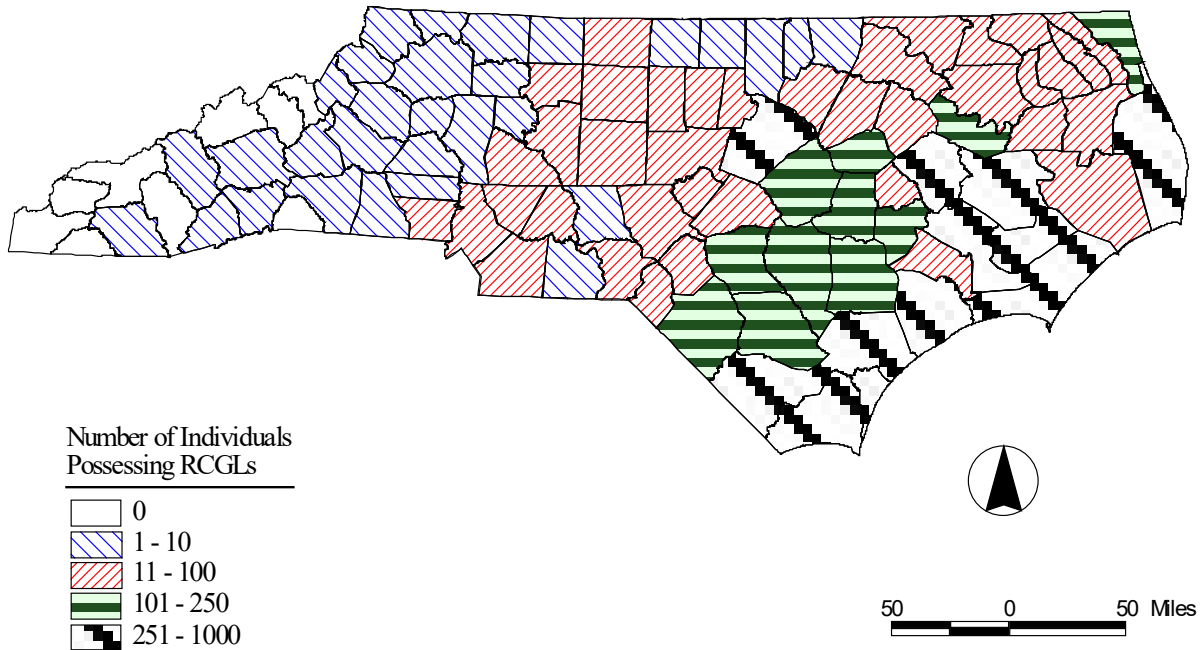 Number of Individuals
Possessing RCGLs
0
1 - 10
11 - 100
101 - 250
251 - 1000
50 0 50 Miles